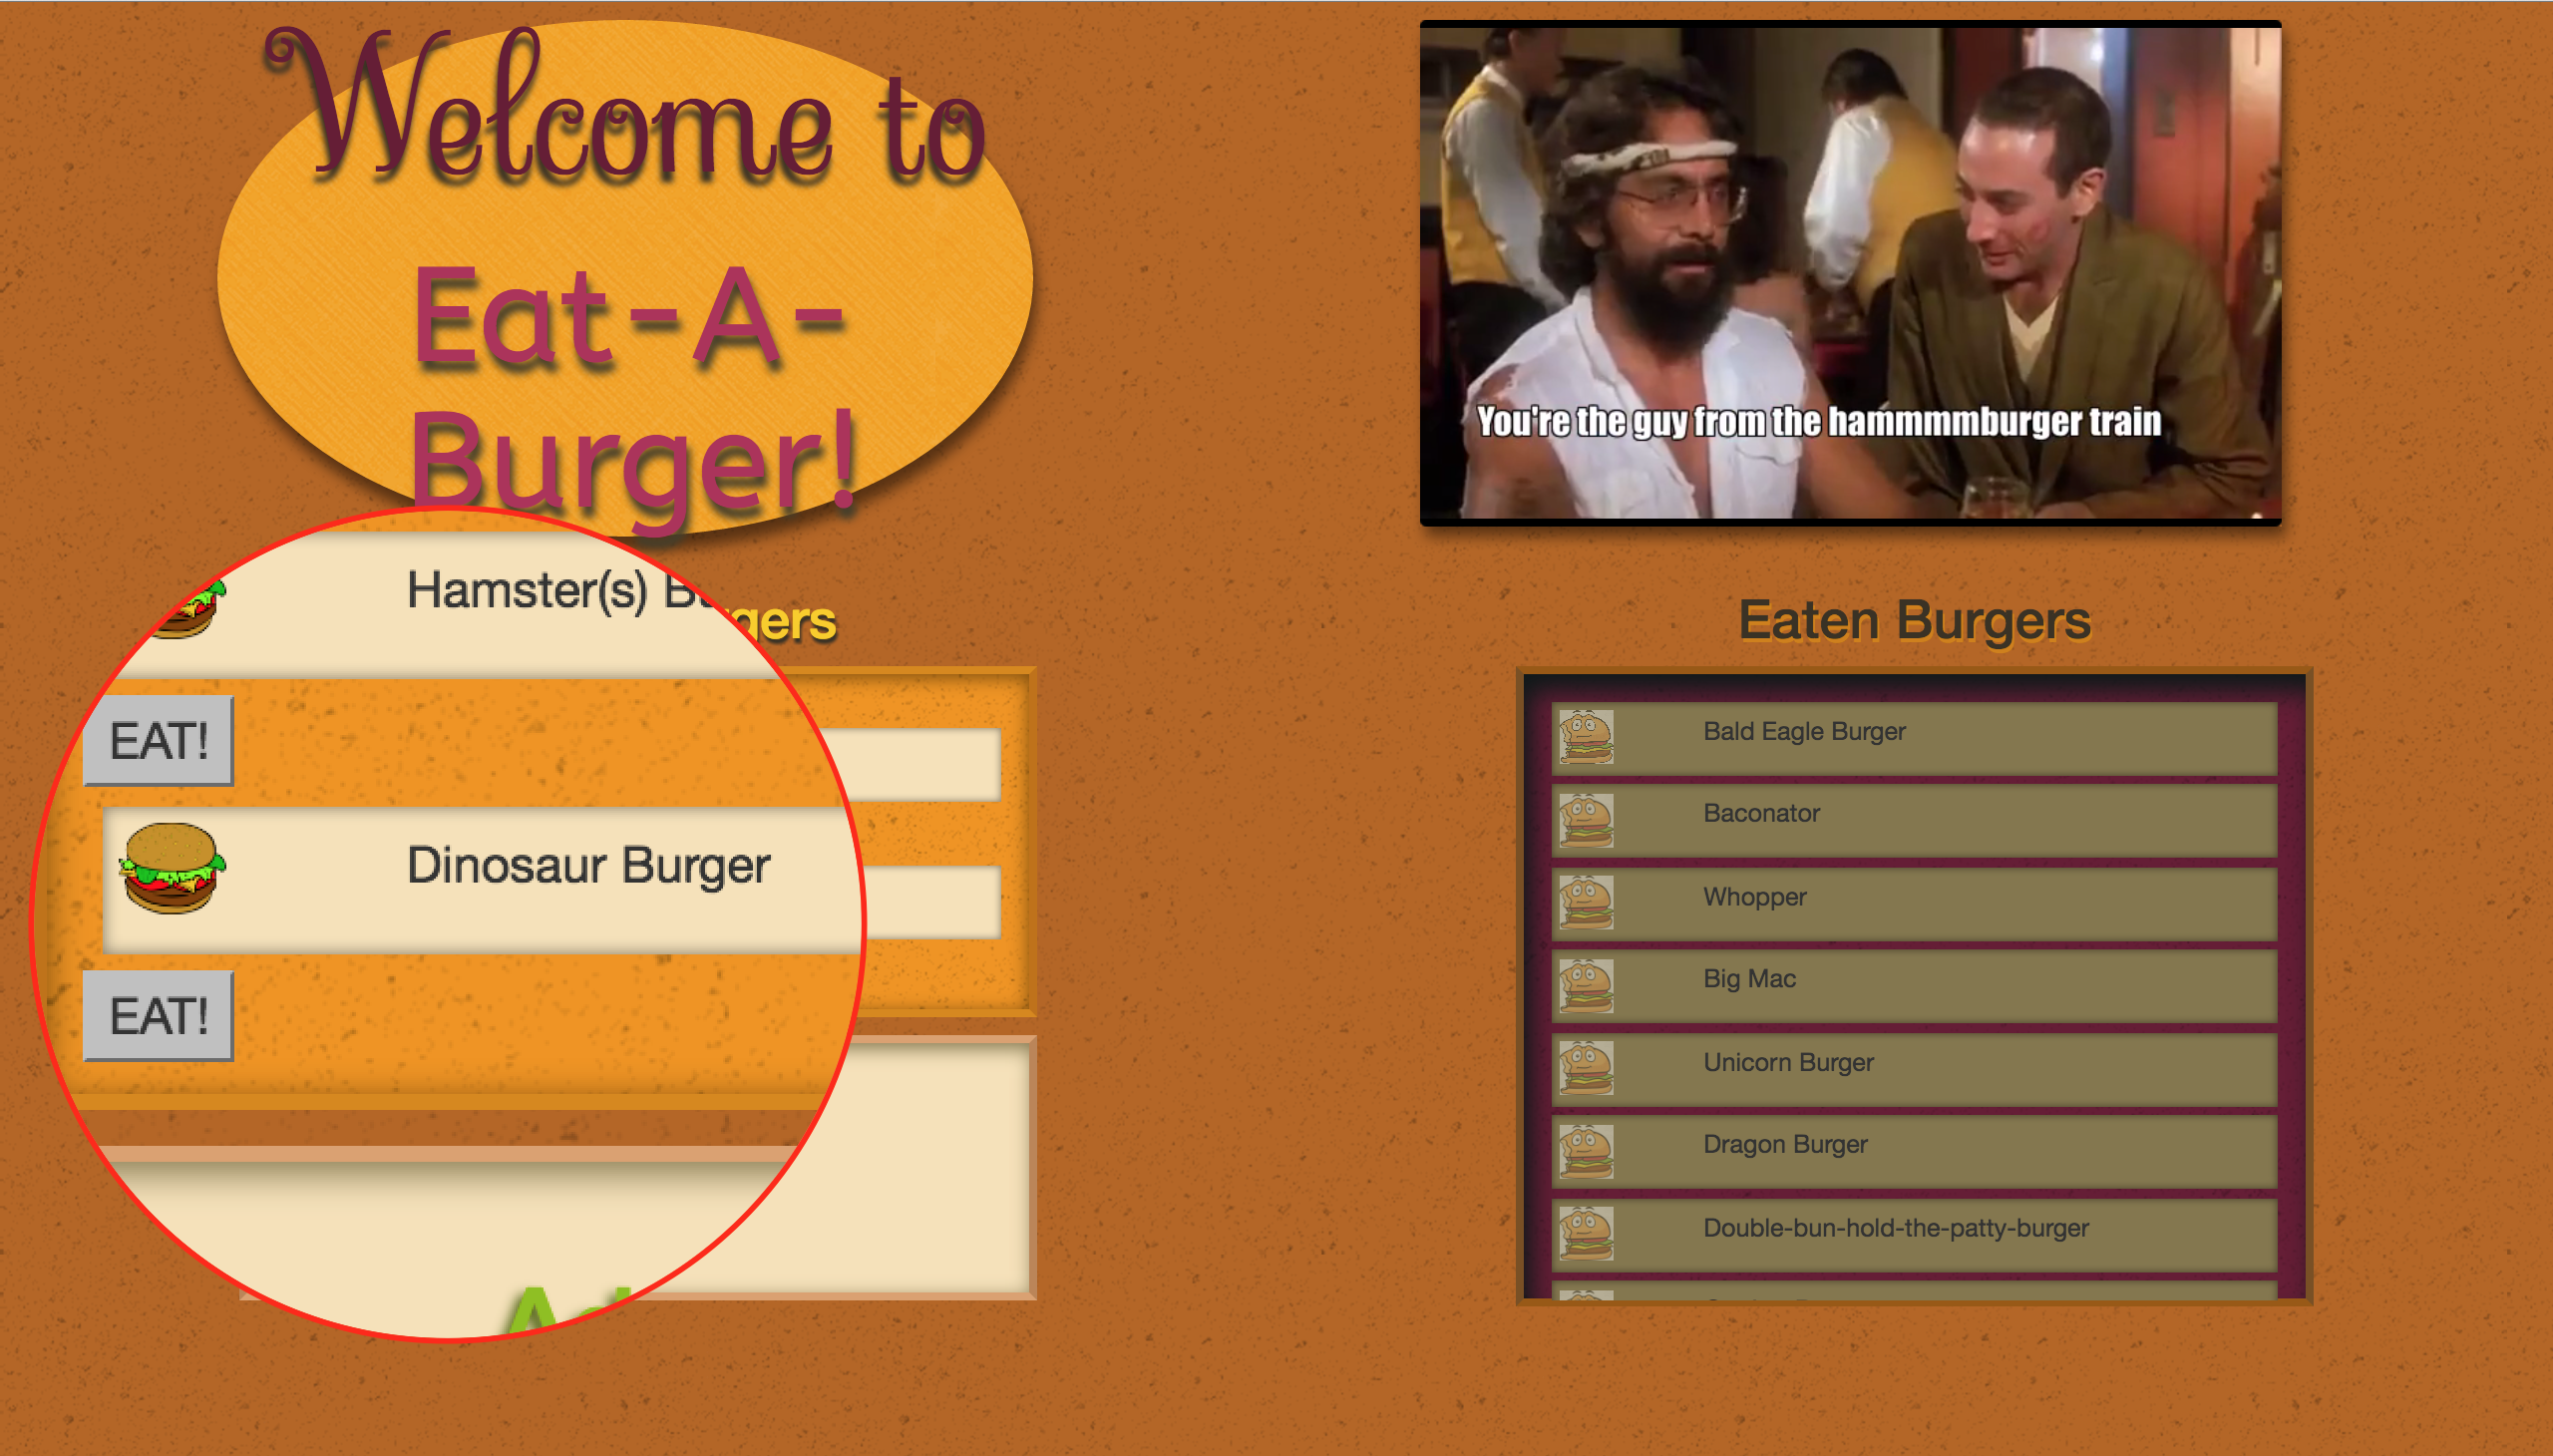 Welcome to
Eat-A-
Burger!
You're the guy from the hammmmburger train
Hamster(s)
EAT!
Dinosaur Burger
EAT!
Eaten Burgers
Bald Eagle Burger
Baconator
Whopper
Big Mac
Unicorn Burger
Dragon Burger
Double-bun-hold-the-patty-burger